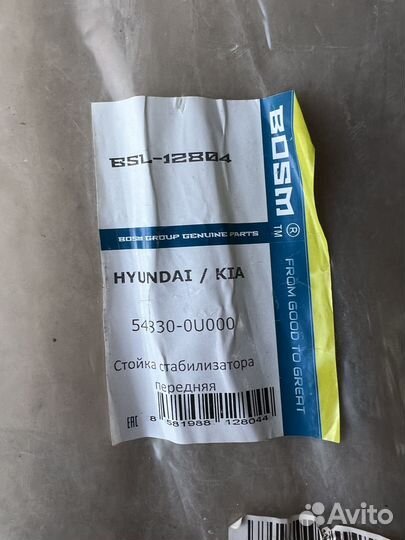 BSL-12804
BOSM GROUP GENUINE PARTS
HYUNDAI / KIA
54830-0U000
Стойка стабилизатора
передняя
EAC
8 581988 128044
BOSM ® TM
FROM GOOD TO GREAT
Avito